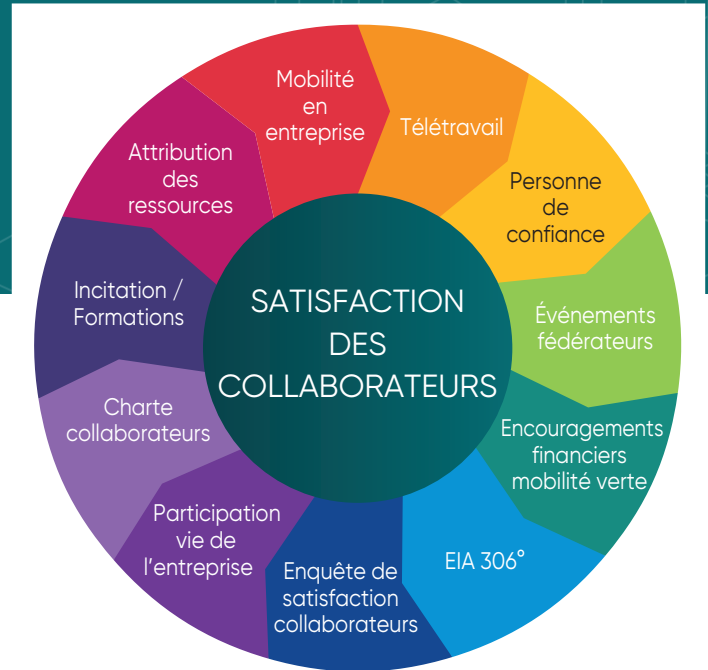 Mobilité
en
entreprise
Télétravail
Personne
de
confiance
Événements
fédérateurs
Encouragements
financiers
mobilité verte
EIA 306°
Enquête de
satisfaction
collaborateurs
Participation
vie de
l'entreprise
Charte
collaborateurs
Incitation /
Formations
Attribution
des
ressources
SATISFACTION
DES
COLLABORATEURS